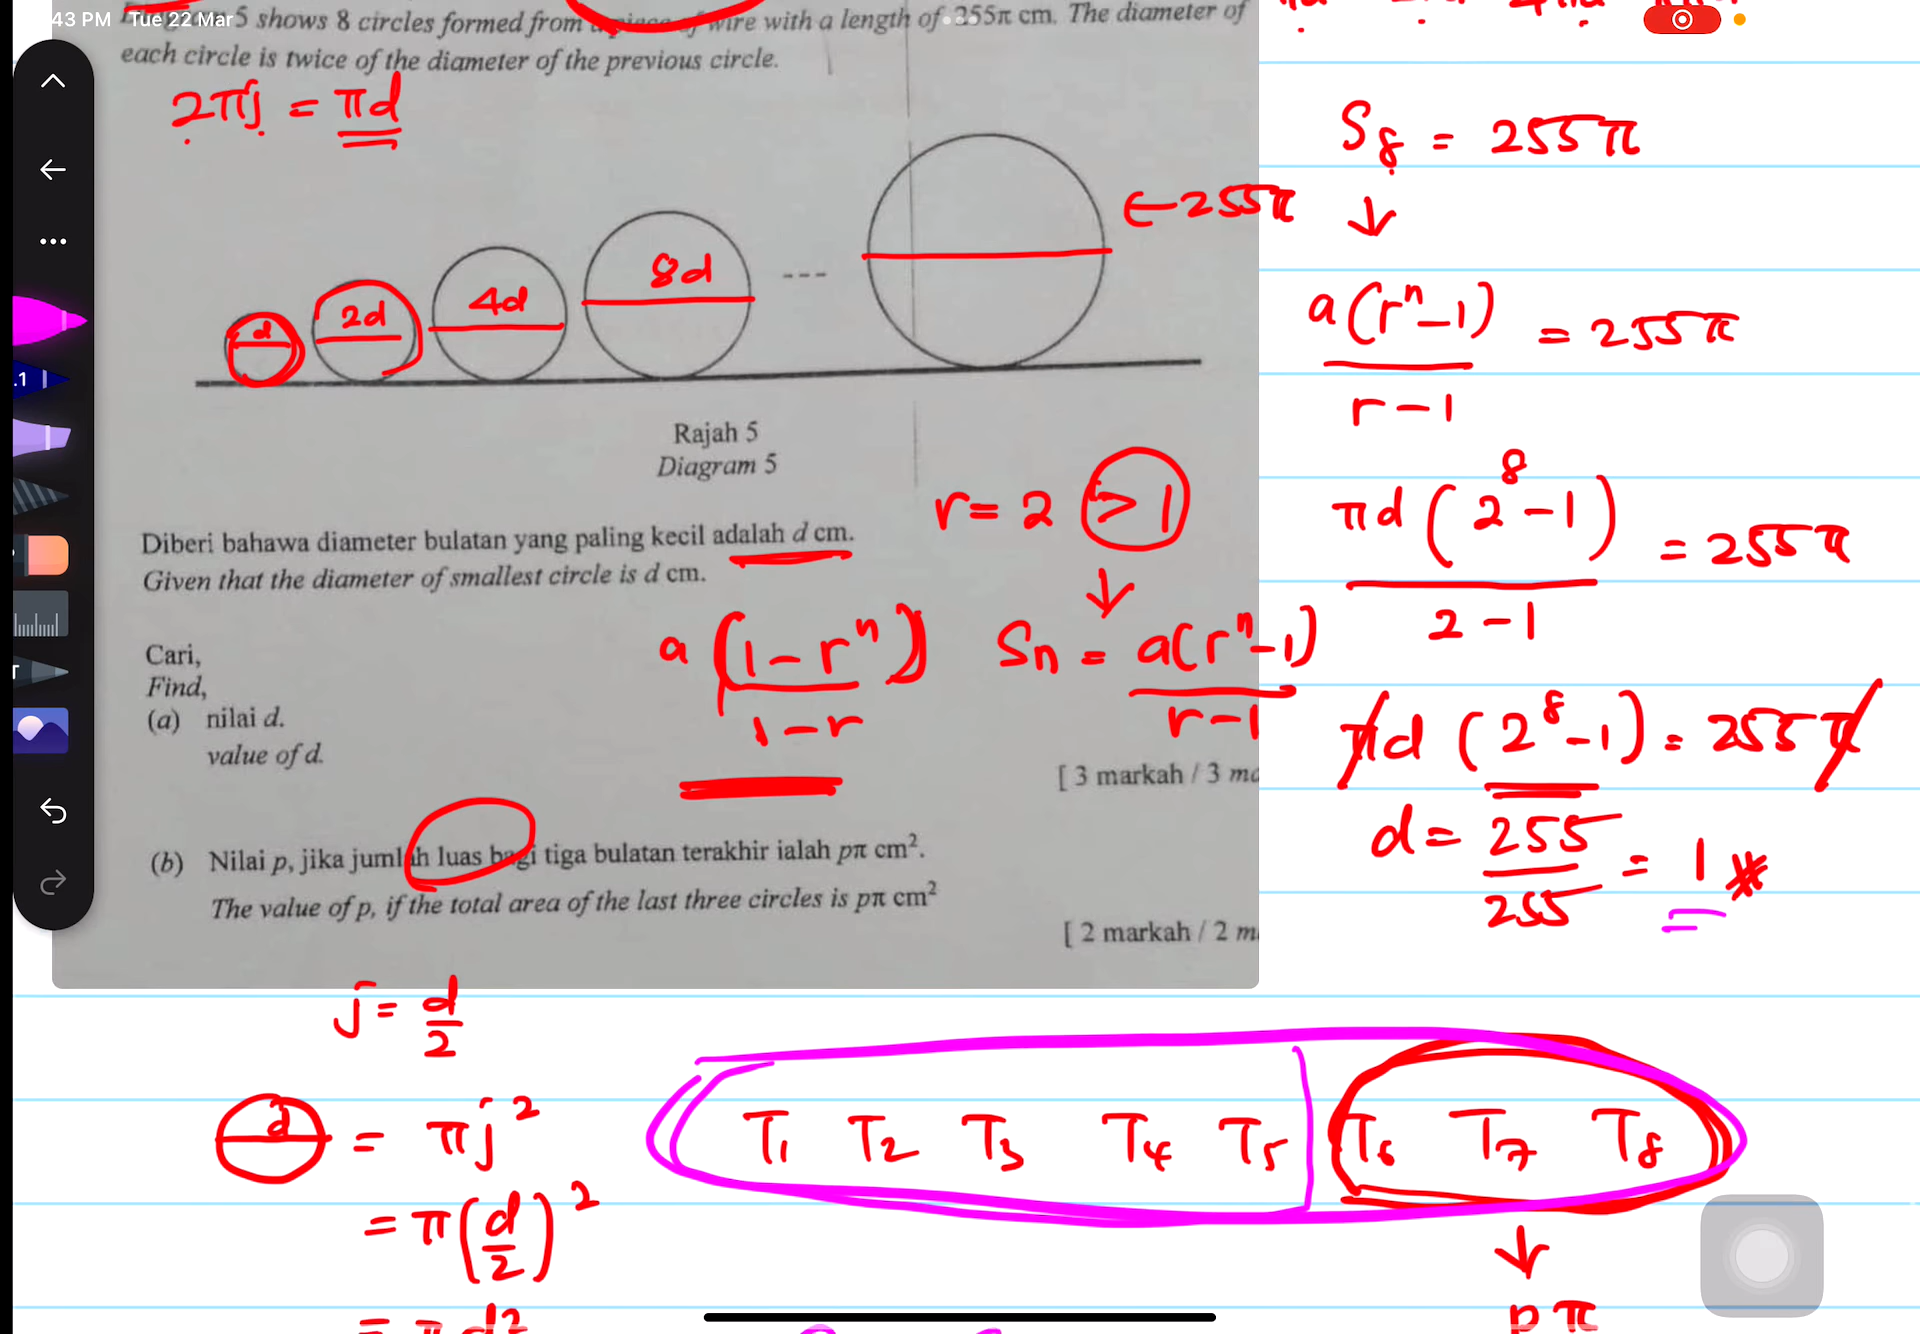 43 PM Tue 22 Mar
5 shows 8 circles formed from a piece of wire with a length of 255π cm. The diameter of
each circle is twice of the diameter of the previous circle.
2πj = πd
d
2d
4d
8d
---
←255π
Rajah 5
Diagram 5
r = 2 > 1
↓
Diberi bahawa diameter bulatan yang paling kecil adalah d cm.
Given that the diameter of smallest circle is d cm.
a(1-rⁿ)
1-r
Sn = a(rⁿ-1)
r-1
Cari,
Find,
(a) nilai d.
value of d.
[ 3 markah / 3
(b) Nilai p, jika jumlah luas bagi tiga bulatan terakhir ialah pπ cm².
The value of p, if the total area of the last three circles is pπ cm²
[ 2 markah / 2
S8 = 255π
↓
a(rⁿ-1) = 255π
r-1
πd(2⁸-1) = 255π
2-1
πd(2⁸-1) = 255π
d = 255 = 1
255
j = d
2
d = πj²
= π(d/2)²
= πd²
T1 T2 T3 T4 T5 T6 T7 T8
↓
pπ
.1